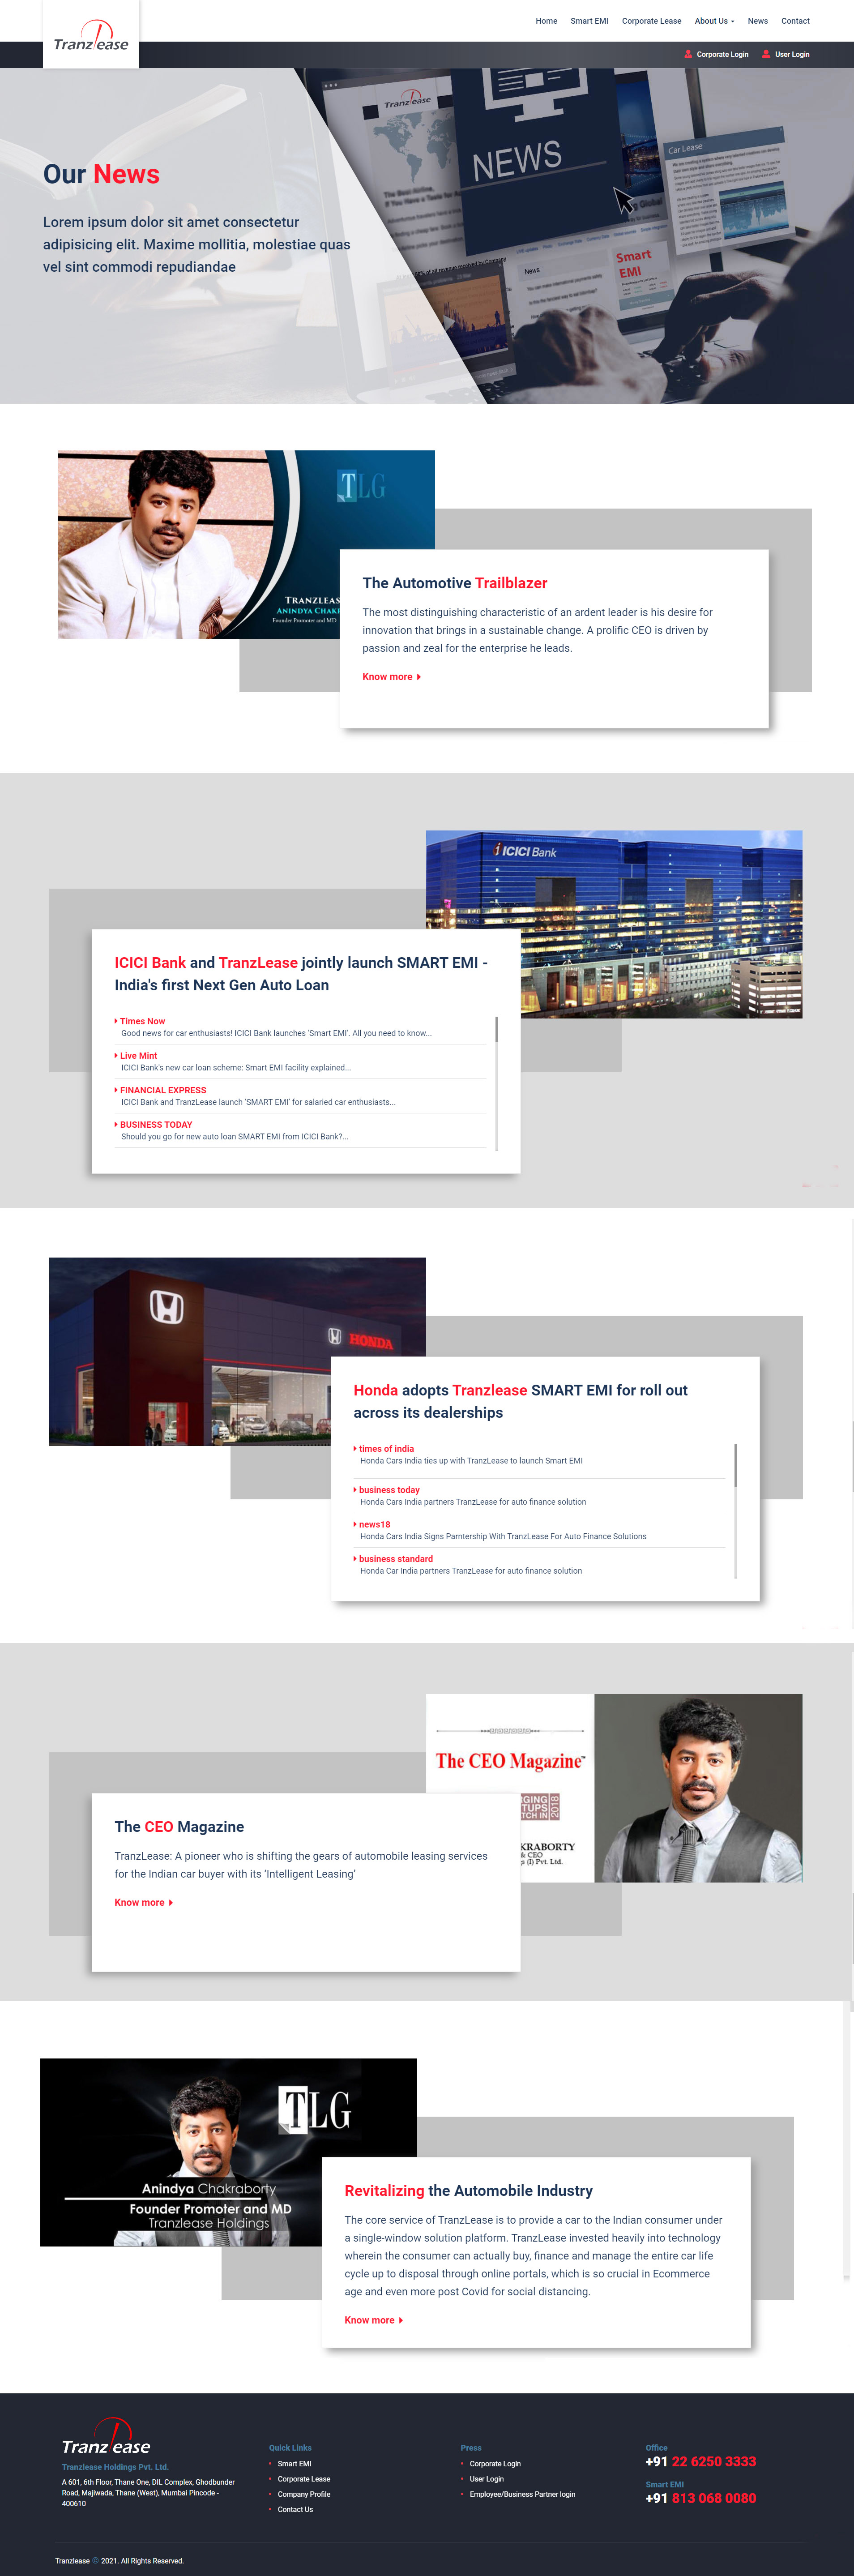 Tranzlease
Home Smart EMI Corporate Lease About Us News Contact
Corporate Login User Login
Our News
Lorem ipsum dolor sit amet consectetur
adipisicing elit. Maxime mollitia, molestiae quas
vel sint commodi repudiandae
Tranzlease
NEWS
Car Lease
News
Smart
EMI
TLG
TRANZLEAS
ANINDYA CHAK
Founder Promoter and MD
The Automotive Trailblazer
The most distinguishing characteristic of an ardent leader is his desire for
innovation that brings in a sustainable change. A prolific CEO is driven by
passion and zeal for the enterprise he leads.
Know more
ICICI Bank
ICICI Bank and TranzLease jointly launch SMART EMI -
India's first Next Gen Auto Loan
Times Now
Good news for car enthusiasts! ICICI Bank launches 'Smart EMI'. All you need to know...
Live Mint
ICICI Bank's new car loan scheme: Smart EMI facility explained...
FINANCIAL EXPRESS
ICICI Bank and TranzLease launch 'SMART EMI' for salaried car enthusiasts...
BUSINESS TODAY
Should you go for new auto loan SMART EMI from ICICI Bank?...
HONDA
Honda adopts Tranzlease SMART EMI for roll out
across its dealerships
times of india
Honda Cars India ties up with TranzLease to launch Smart EMI
business today
Honda Cars India partners TranzLease for auto finance solution
news18
Honda Cars India Signs Parntership With TranzLease For Auto Finance Solutions
business standard
Honda Car India partners TranzLease for auto finance solution
The CEO Magazine™
GING
TUPS
TCH IN
2018
KRABORTY
& CEO
gs (I) Pvt. Ltd.
The CEO Magazine
TranzLease: A pioneer who is shifting the gears of automobile leasing services
for the Indian car buyer with its ‘Intelligent Leasing’
Know more
TLG
Anindya Chakraborty
Founder Promoter and MD
Tranzlease Holdings
Revitalizing the Automobile Industry
The core service of TranzLease is to provide a car to the Indian consumer under
a single-window solution platform. TranzLease invested heavily into technology
wherein the consumer can actually buy, finance and manage the entire car life
cycle up to disposal through online portals, which is so crucial in Ecommerce
age and even more post Covid for social distancing.
Know more
Tranzlease
Tranzlease Holdings Pvt. Ltd.
A 601, 6th Floor, Thane One, DIL Complex, Ghodbunder
Road, Majiwada, Thane (West), Mumbai Pincode -
400610
Quick Links
Smart EMI
Corporate Lease
Company Profile
Contact Us
Press
Corporate Login
User Login
Employee/Business Partner login
Office
+91 22 6250 3333
Smart EMI
+91 813 068 0080
Tranzlease © 2021. All Rights Reserved.